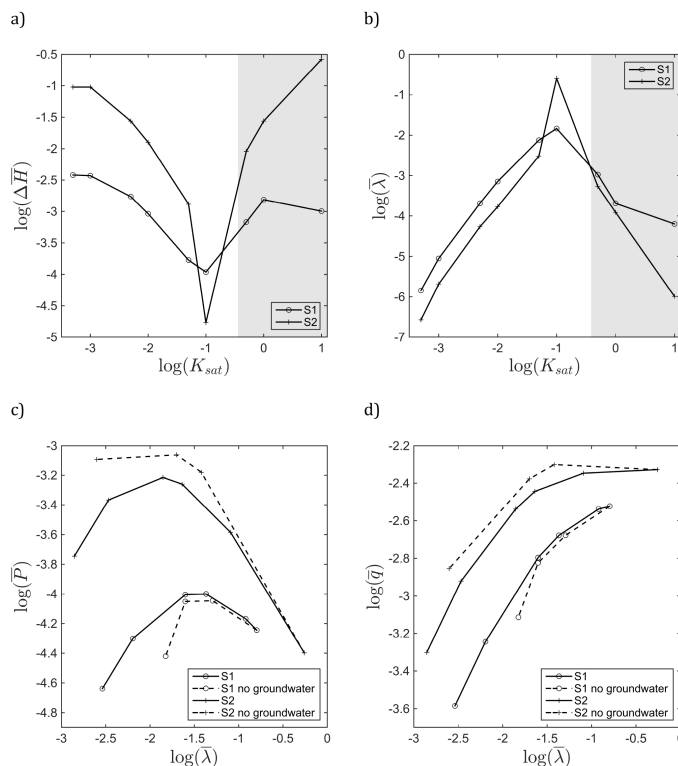 a)
-0.5
-1
-1.5
-2
-2.5
-3
-3.5
-4
-4.5
-5
log(ΔH̅)
-3
-2
-1
0
1
log(K_sat)
S1
S2
b)
0
-1
-2
-3
-4
-5
-6
-7
log(λ̅)
-3
-2
-1
0
1
log(K_sat)
S1
S2
c)
-3
-3.2
-3.4
-3.6
-3.8
-4
-4.2
-4.4
-4.6
-4.8
log(P̅)
-3
-2.5
-2
-1.5
-1
-0.5
0
log(λ̅)
S1
S1 no groundwater
S2
S2 no groundwater
d)
-2.2
-2.4
-2.6
-2.8
-3
-3.2
-3.4
-3.6
log(q̅)
-3
-2.5
-2
-1.5
-1
-0.5
0
log(λ̅)
S1
S1 no groundwater
S2
S2 no groundwater